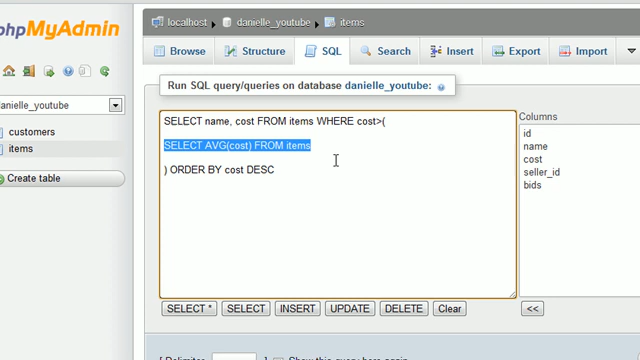 phpMyAdmin
localhost danielle_youtube items
Browse Structure SQL Search Insert Export Import
danielle_youtube
customers
items
Create table
Run SQL query/queries on database danielle_youtube:
SELECT name, cost FROM items WHERE cost>(
SELECT AVG(cost) FROM items
) ORDER BY cost DESC
Columns
id
name
cost
seller_id
bids
SELECT * SELECT INSERT UPDATE DELETE Clear <<
[ Delimiter Show this query here again